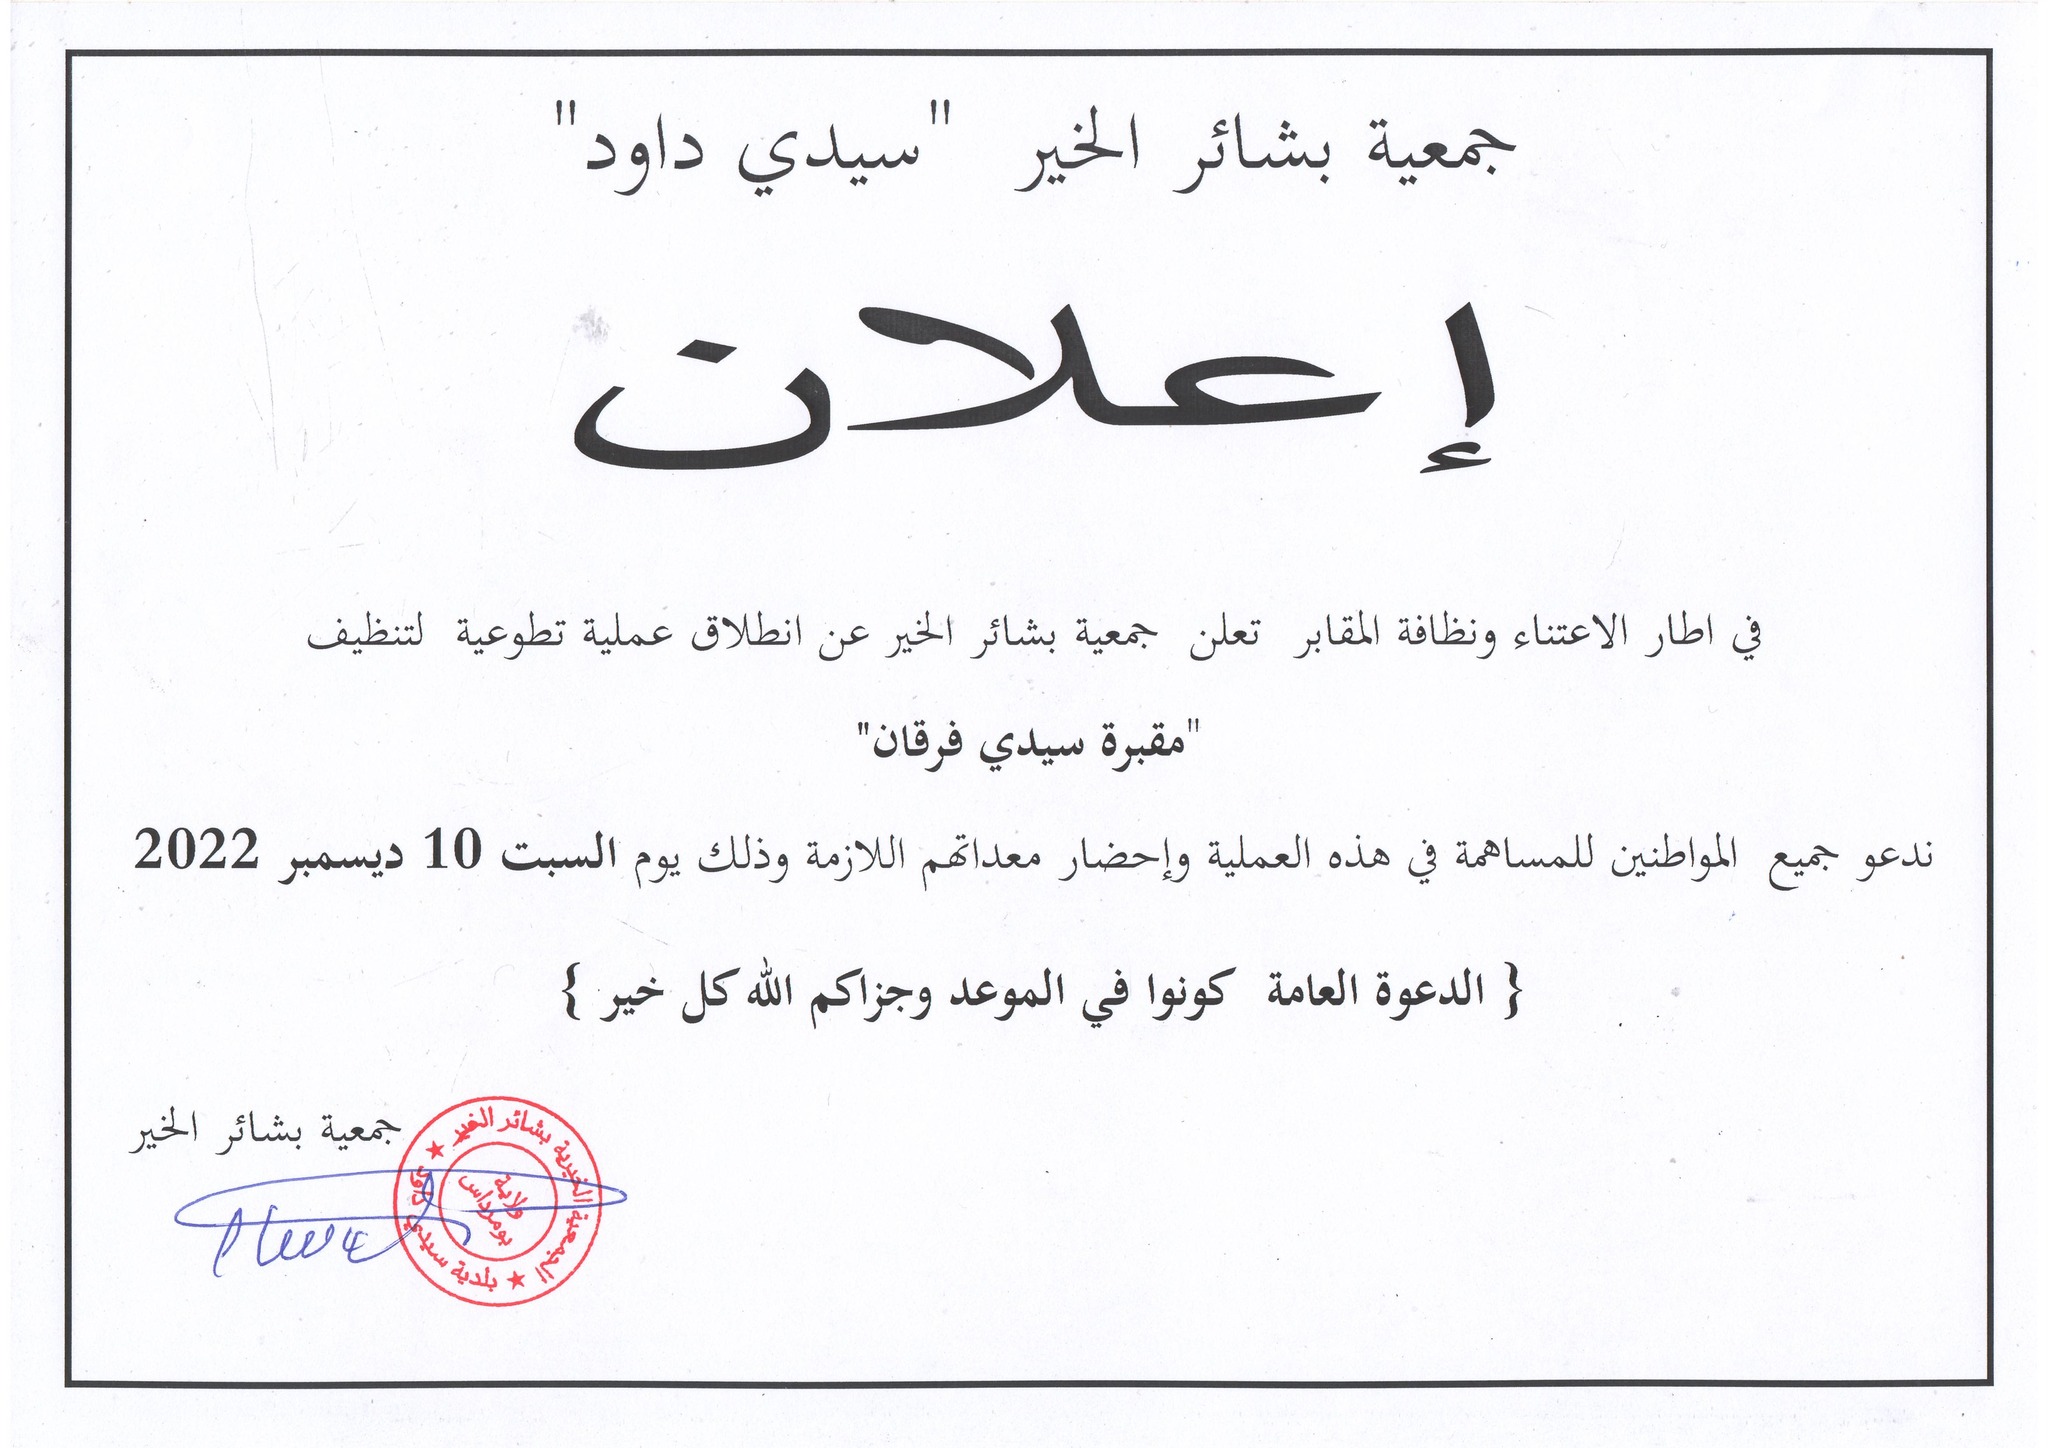 جمعية بشائر الخير "سيدي داود"
إعلان
في اطار الاعتناء ونظافة المقابر تعلن جمعية بشائر الخير عن انطلاق عملية تطوعية لتنظيف
"مقبرة سيدي فرقان"
ندعو جميع المواطنين للمساهمة في هذه العملية وإحضار معداتهم اللازمة وذلك يوم السبت 10 ديسمبر 2022
{ الدعوة العامة كونوا في الموعد وجزاكم الله كل خير }
جمعية بشائر الخير
الجمعية الخيرية بشائر الخير
بلدية سيدي داود
ولاية
بومرداس